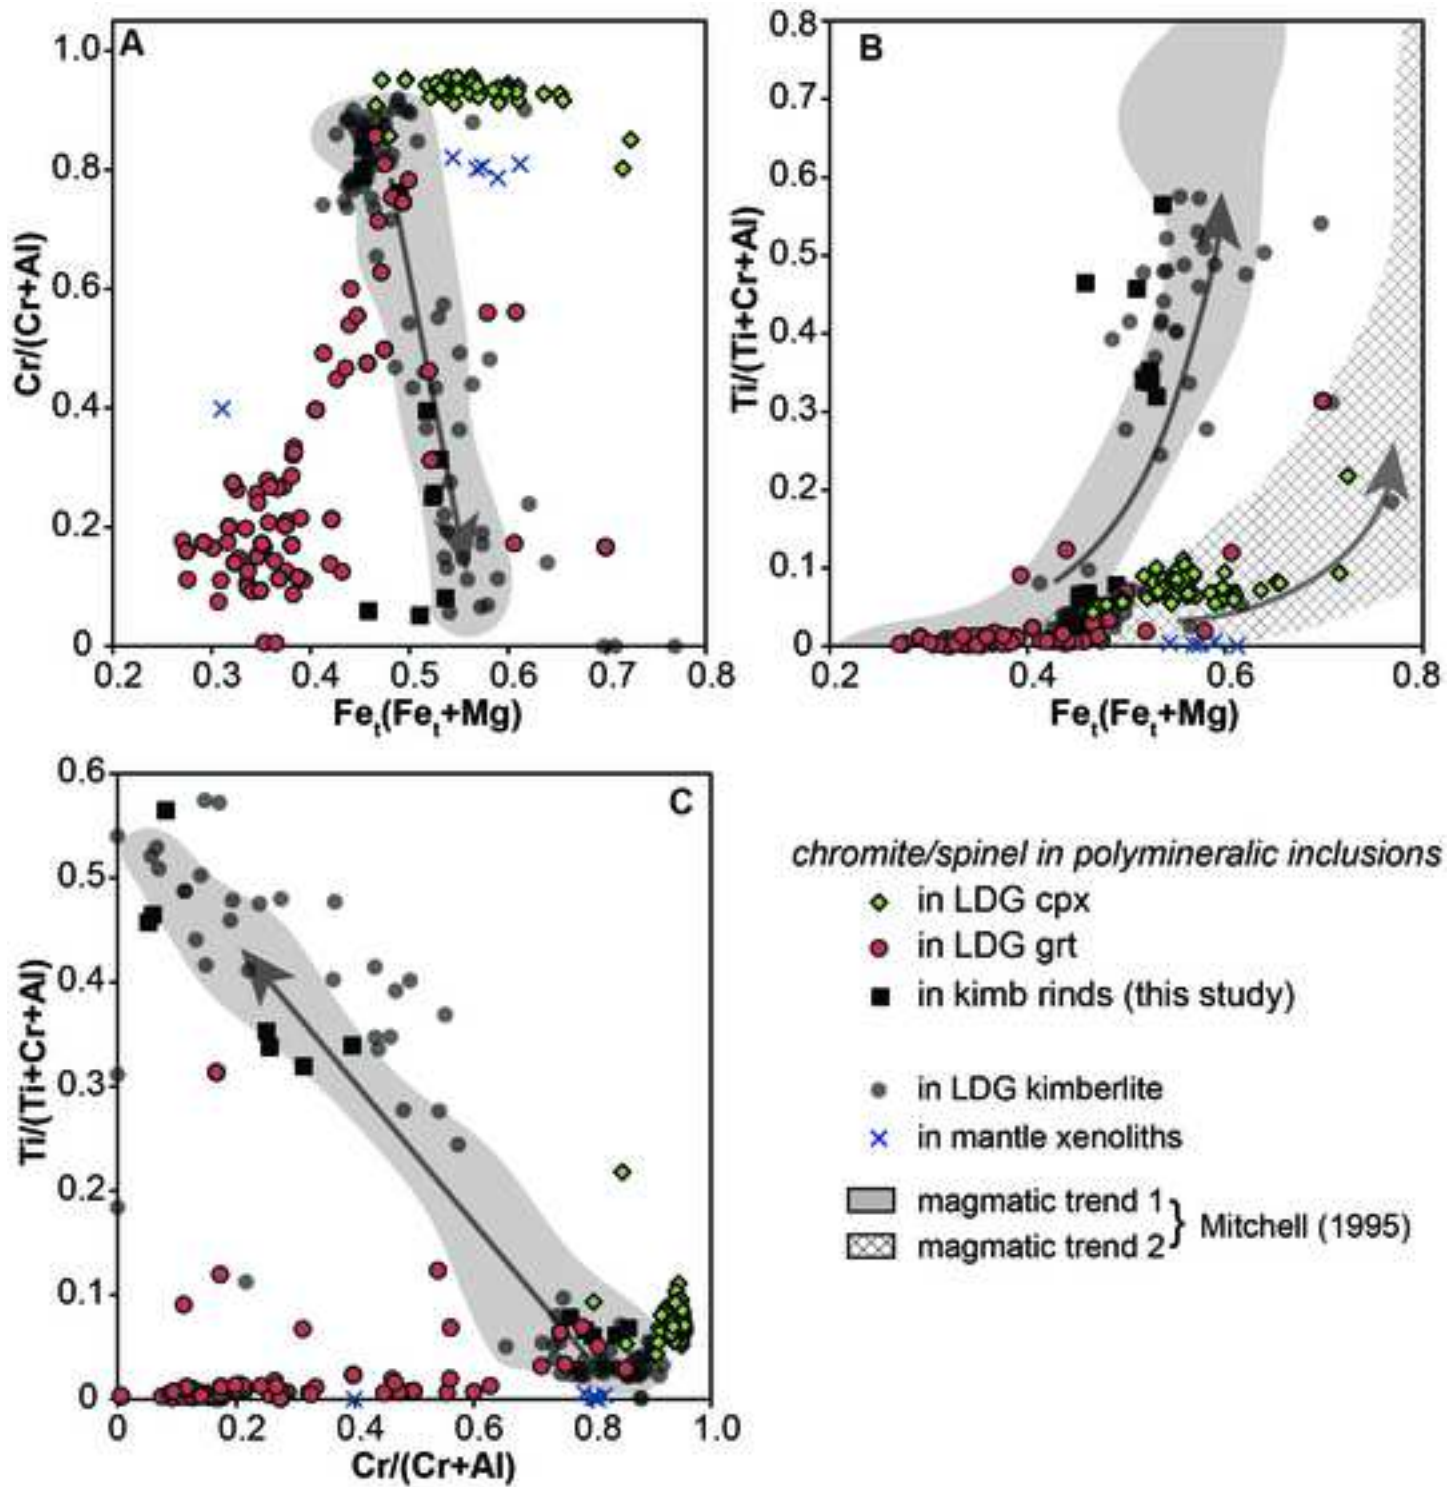 A
1.0
0.8
0.6
0.4
0.2
0
Cr/(Cr+Al)
0.2 0.3 0.4 0.5 0.6 0.7 0.8
Feₜ(Feₜ+Mg)
B
0.8
0.7
0.6
0.5
0.4
0.3
0.2
0.1
0
Ti/(Ti+Cr+Al)
0.2 0.4 0.6 0.8
Feₜ(Feₜ+Mg)
C
0.6
0.5
0.4
0.3
0.2
0.1
0
Ti/(Ti+Cr+Al)
0 0.2 0.4 0.6 0.8 1.0
Cr/(Cr+Al)
chromite/spinel in polymineralic inclusions
in LDG cpx
in LDG grt
in kimb rinds (this study)
in LDG kimberlite
in mantle xenoliths
magmatic trend 1
magmatic trend 2
} Mitchell (1995)